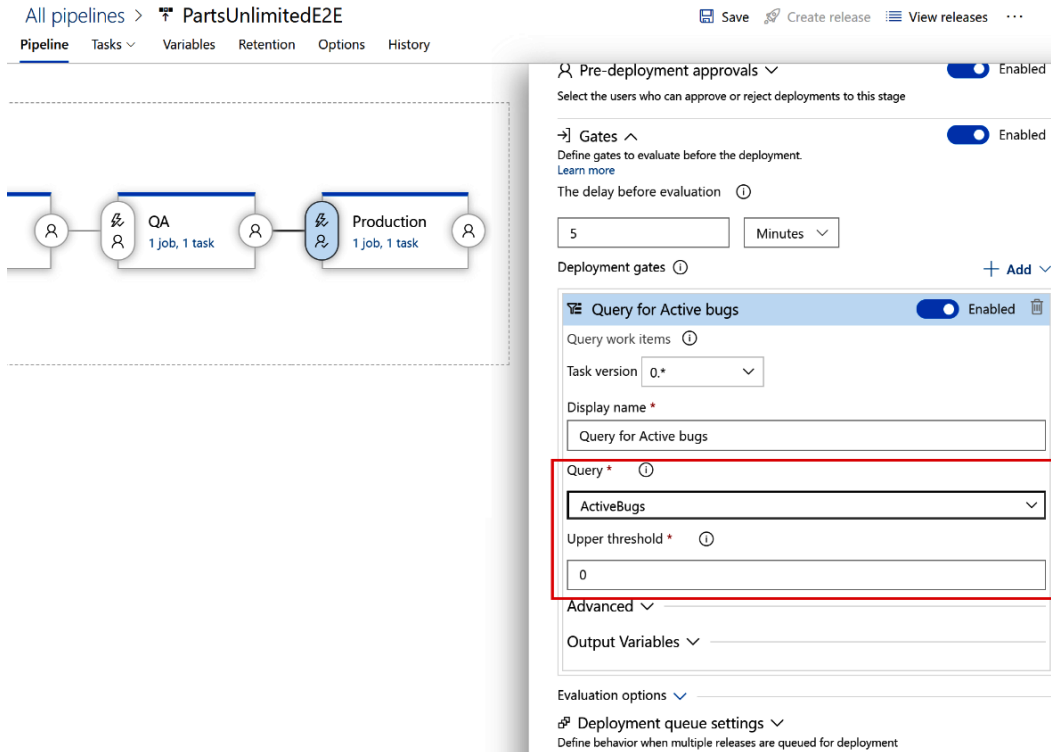 All pipelines > PartsUnlimitedE2E
Save Create release View releases ...
Pipeline Tasks Variables Retention Options History
QA
1 job, 1 task
Production
1 job, 1 task
Pre-deployment approvals
Enabled
Select the users who can approve or reject deployments to this stage
Gates
Enabled
Define gates to evaluate before the deployment.
Learn more
The delay before evaluation
5
Minutes
Deployment gates
+ Add
Query for Active bugs
Enabled
Query work items
Task version 0.*
Display name *
Query for Active bugs
Query *
ActiveBugs
Upper threshold *
0
Advanced
Output Variables
Evaluation options
Deployment queue settings
Define behavior when multiple releases are queued for deployment